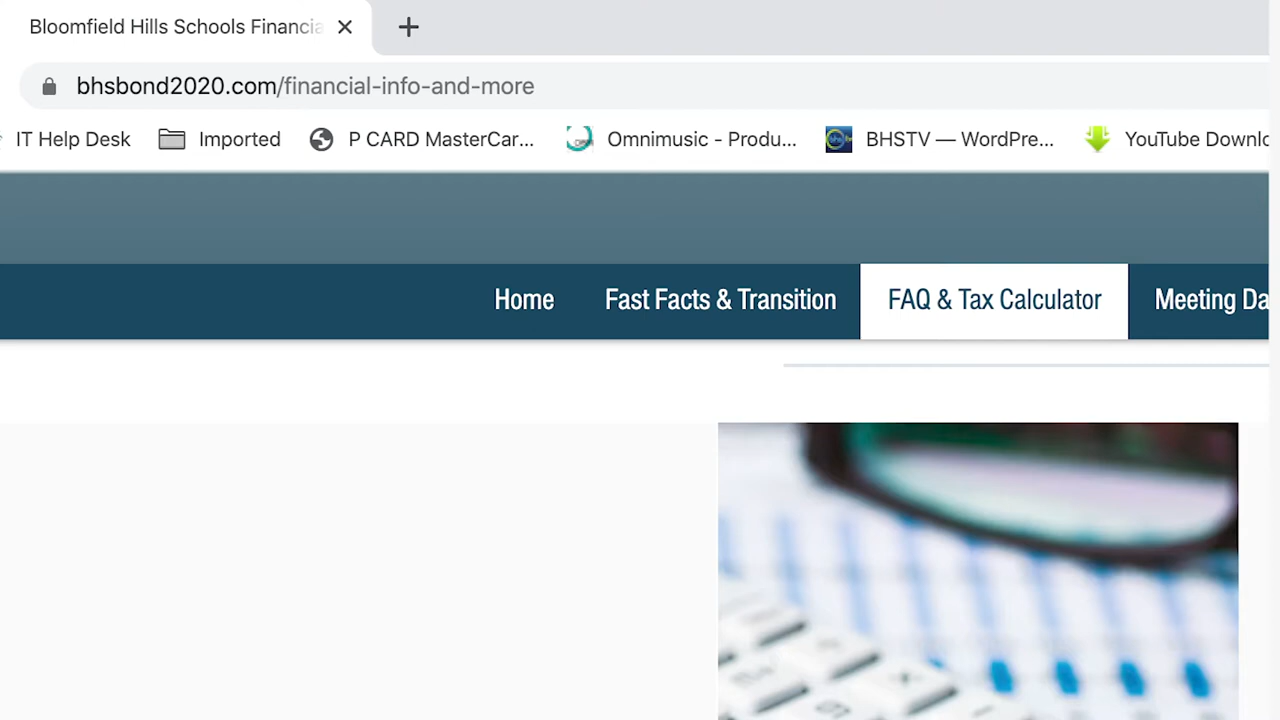 Bloomfield Hills Schools Financia
bhsbond2020.com/financial-info-and-more
IT Help Desk Imported P CARD MasterCar... Omnimusic - Produ... BHSTV — WordPre... YouTube Downlo
Home Fast Facts & Transition FAQ & Tax Calculator Meeting Da